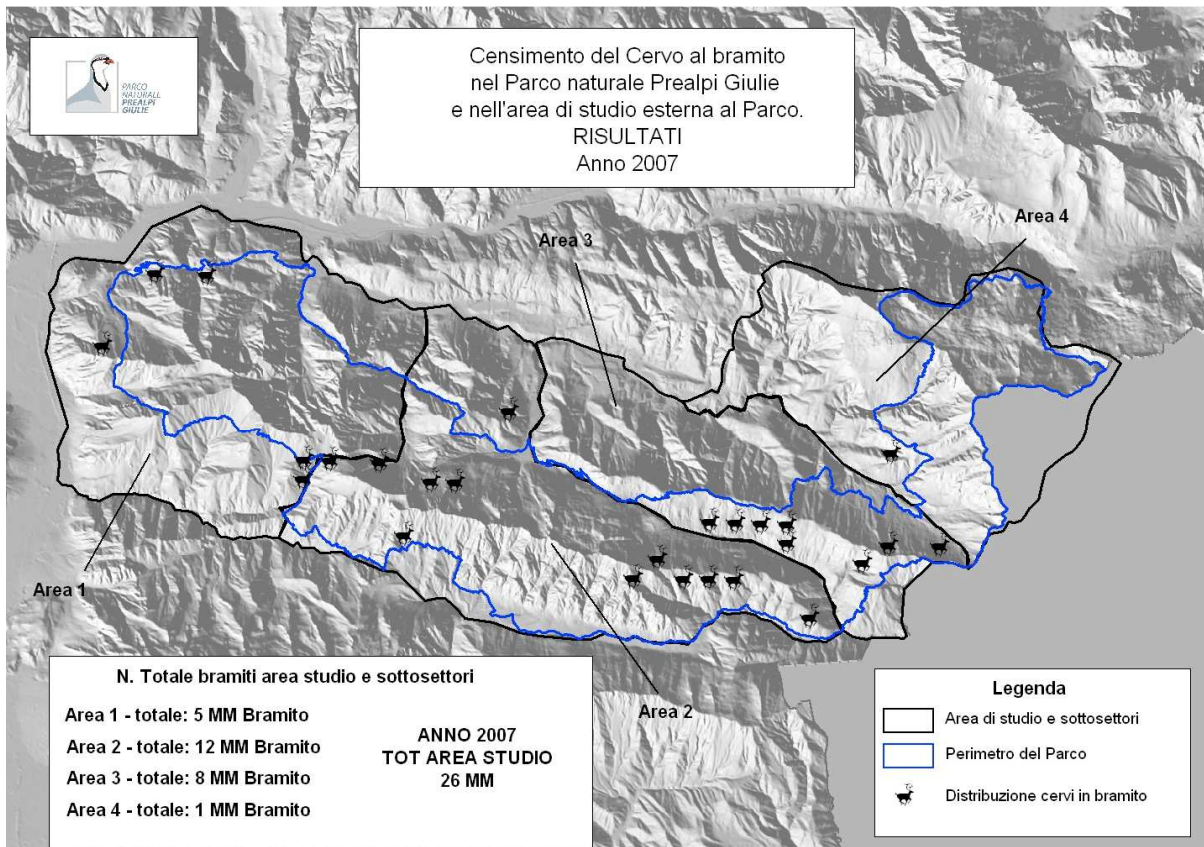 PARCO
NATURALE
PREALPI
GIULIE
Censimento del Cervo al bramito
nel Parco naturale Prealpi Giulie
e nell'area di studio esterna al Parco.
RISULTATI
Anno 2007
Area 4
Area 3
Area 1
Area 2
N. Totale bramiti area studio e sottosettori
Area 1 - totale: 5 MM Bramito
Area 2 - totale: 12 MM Bramito
Area 3 - totale: 8 MM Bramito
Area 4 - totale: 1 MM Bramito
ANNO 2007
TOT AREA STUDIO
26 MM
Legenda
Area di studio e sottosettori
Perimetro del Parco
Distribuzione cervi in bramito